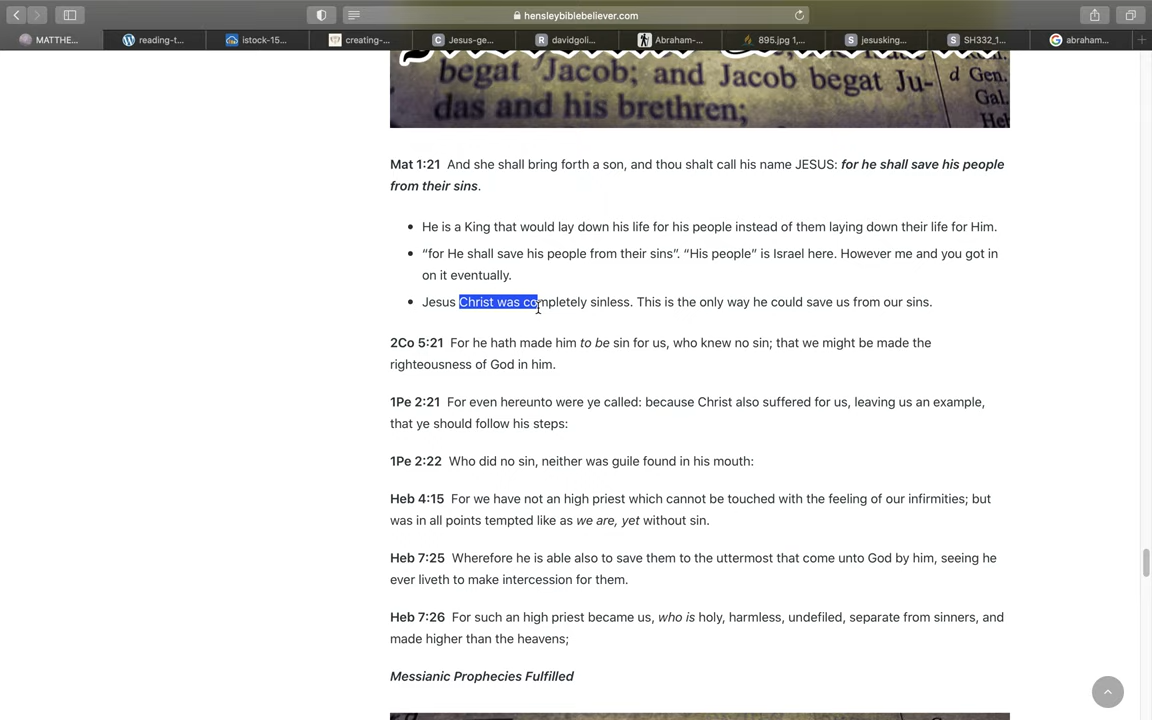 hensleybiblebeliever.com
MATTHE...
reading-t...
istock-15...
creating-...
Jesus-ge...
davidgoli...
Abraham-...
895.jpg 1,...
jesusking...
SH332_1...
abraham...
begat Jacob; and Jacob begat Ju-
das and his brethren;
d Gen.
Gal.
Heb
Mat 1:21 And she shall bring forth a son, and thou shalt call his name JESUS: for he shall save his people
from their sins.
• He is a King that would lay down his life for his people instead of them laying down their life for Him.
• “for He shall save his people from their sins”. “His people” is Israel here. However me and you got in
on it eventually.
• Jesus Christ was completely sinless. This is the only way he could save us from our sins.
2Co 5:21 For he hath made him to be sin for us, who knew no sin; that we might be made the
righteousness of God in him.
1Pe 2:21 For even hereunto were ye called: because Christ also suffered for us, leaving us an example,
that ye should follow his steps:
1Pe 2:22 Who did no sin, neither was guile found in his mouth:
Heb 4:15 For we have not an high priest which cannot be touched with the feeling of our infirmities; but
was in all points tempted like as we are, yet without sin.
Heb 7:25 Wherefore he is able also to save them to the uttermost that come unto God by him, seeing he
ever liveth to make intercession for them.
Heb 7:26 For such an high priest became us, who is holy, harmless, undefiled, separate from sinners, and
made higher than the heavens;
Messianic Prophecies Fulfilled